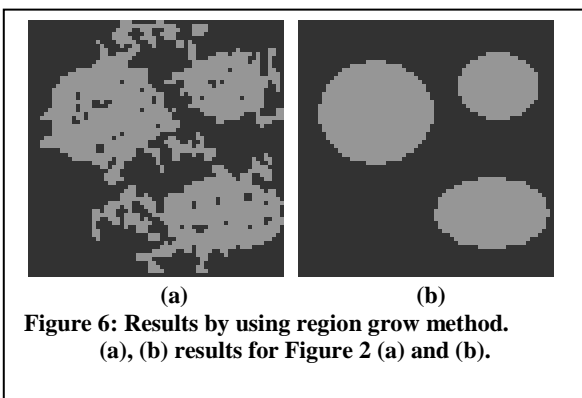 (a) (b)
Figure 6: Results by using region grow method.
(a), (b) results for Figure 2 (a) and (b).